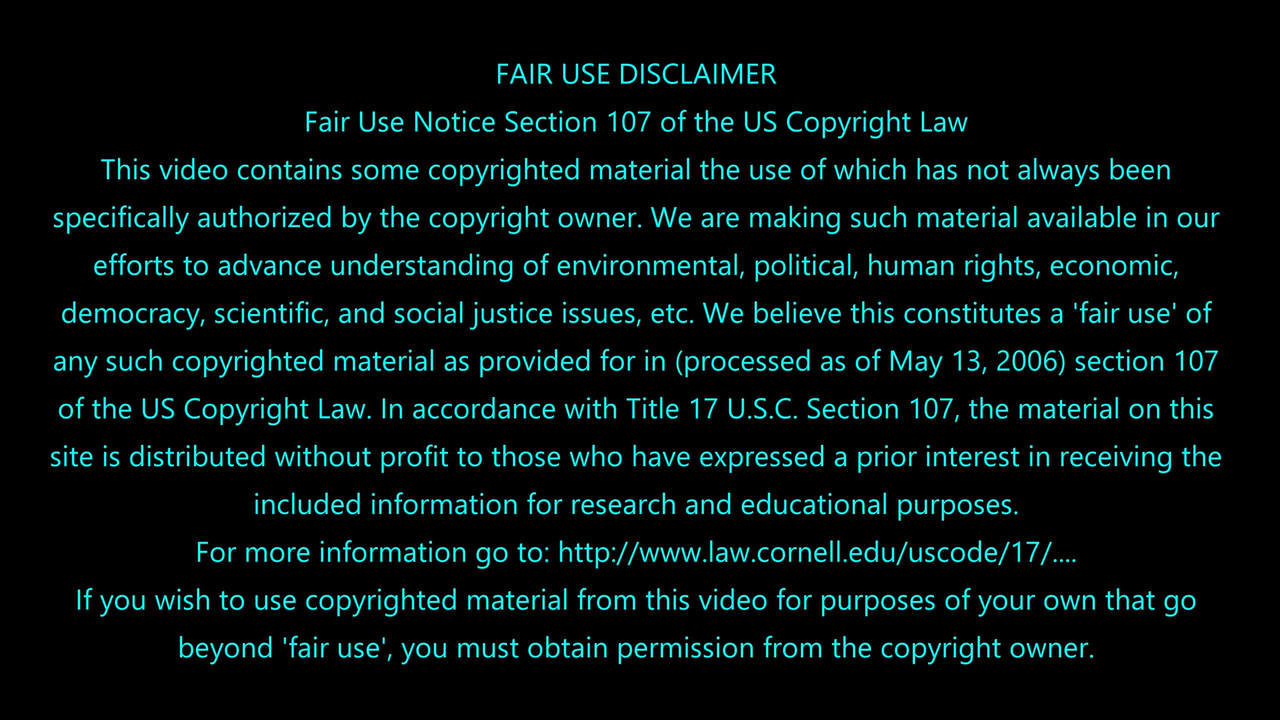 FAIR USE DISCLAIMER
Fair Use Notice Section 107 of the US Copyright Law
This video contains some copyrighted material the use of which has not always been
specifically authorized by the copyright owner. We are making such material available in our
efforts to advance understanding of environmental, political, human rights, economic,
democracy, scientific, and social justice issues, etc. We believe this constitutes a 'fair use' of
any such copyrighted material as provided for in (processed as of May 13, 2006) section 107
of the US Copyright Law. In accordance with Title 17 U.S.C. Section 107, the material on this
site is distributed without profit to those who have expressed a prior interest in receiving the
included information for research and educational purposes.
For more information go to: http://www.law.cornell.edu/uscode/17/....
If you wish to use copyrighted material from this video for purposes of your own that go
beyond 'fair use', you must obtain permission from the copyright owner.